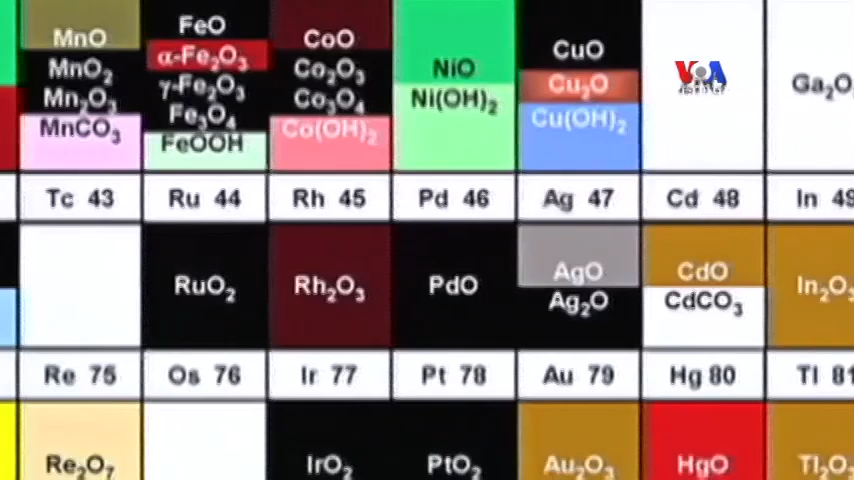 MnO
MnO₂
Mn₂O₃
MnCO₃
FeO
α-Fe₂O₃
γ-Fe₂O₃
Fe₃O₄
FeOOH
CoO
Co₂O₃
Co₃O₄
Co(OH)₂
NiO
Ni(OH)₂
CuO
Cu₂O
Cu(OH)₂
VOA
Ga₂O
Tc 43
Ru 44
Rh 45
Pd 46
Ag 47
Cd 48
In 49
RuO₂
Rh₂O₃
PdO
AgO
Ag₂O
CdO
CdCO₃
In₂O₃
Re 75
Os 76
Ir 77
Pt 78
Au 79
Hg 80
Tl 81
Re₂O₇
IrO₂
PtO₂
Au₂O₃
HgO
Tl₂O₃